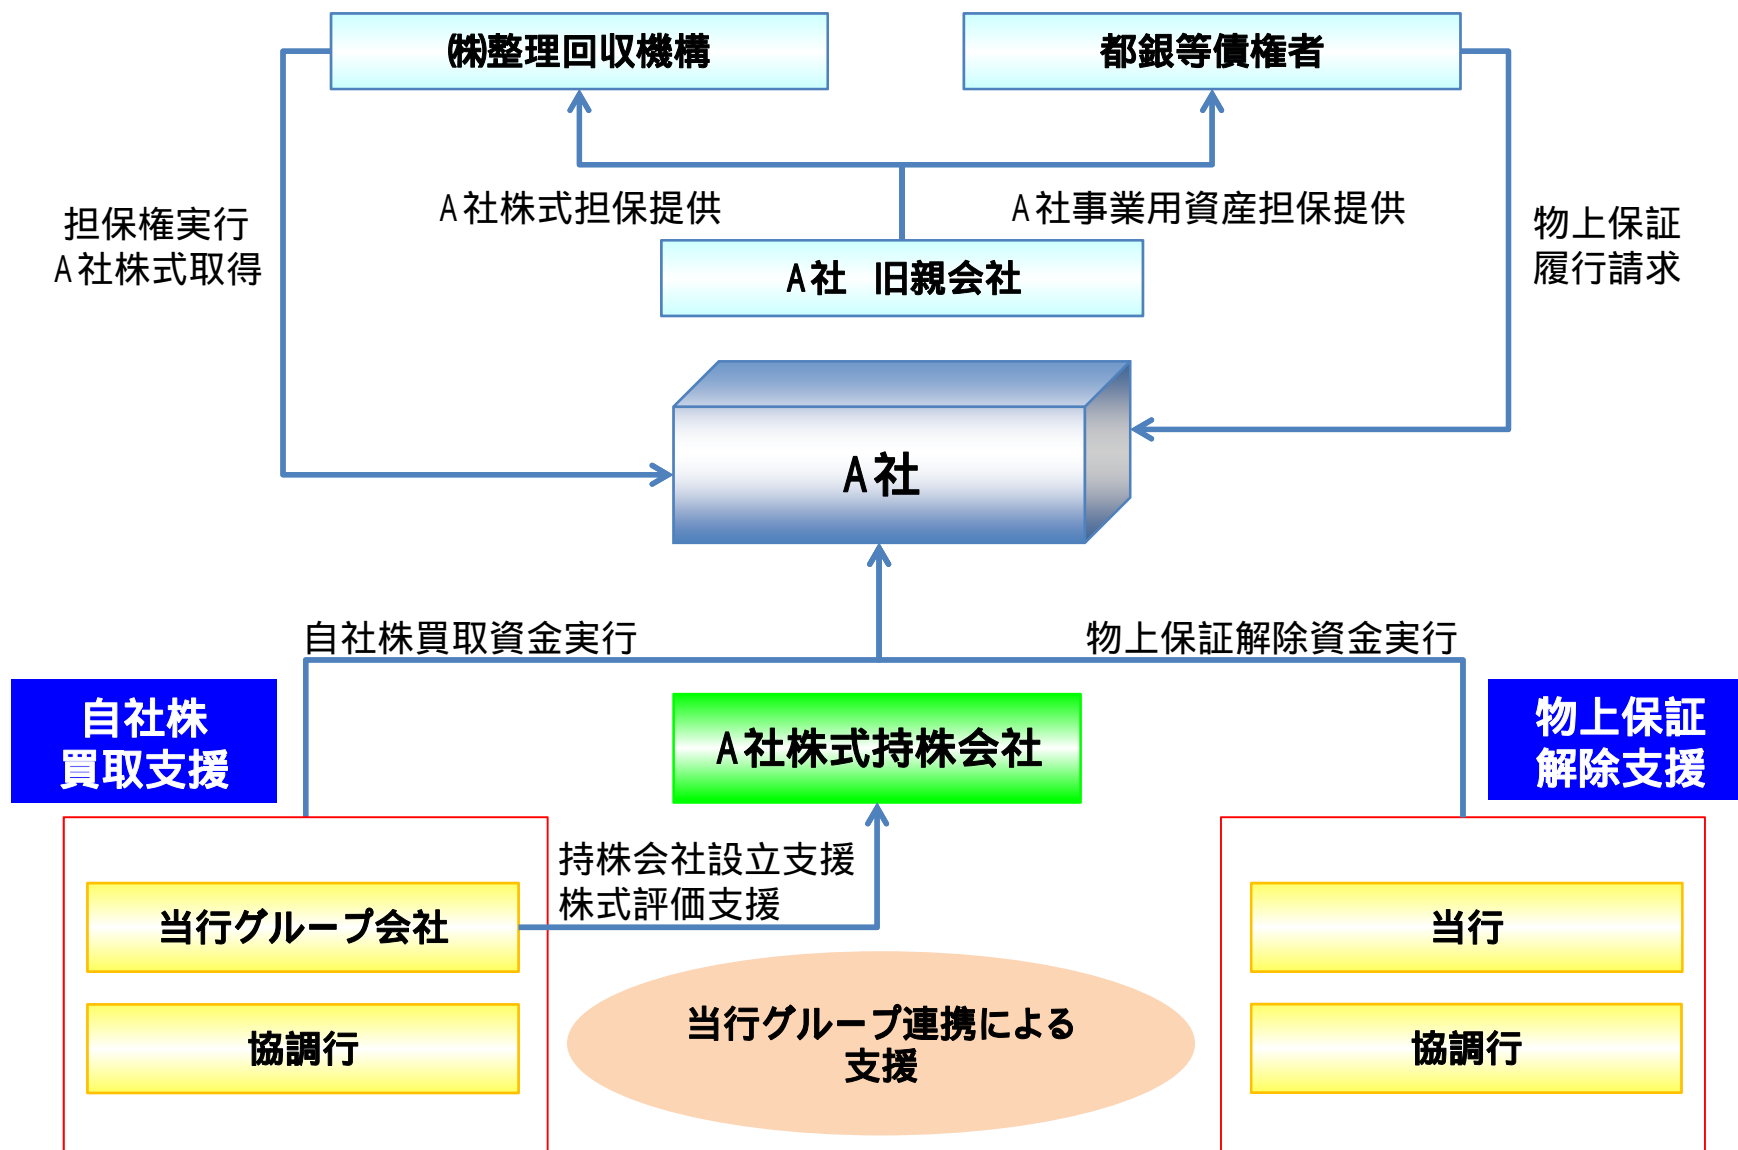 ㈱整理回収機構
都銀等債権者
A社株式担保提供
A社事業用資産担保提供
担保権実行
A社株式取得
物上保証
履行請求
A社　旧親会社
A社
自社株買取資金実行
物上保証解除資金実行
自社株
買取支援
A社株式持株会社
物上保証
解除支援
持株会社設立支援
株式評価支援
当行グループ会社
当行
協調行
当行グループ連携による
支援
協調行